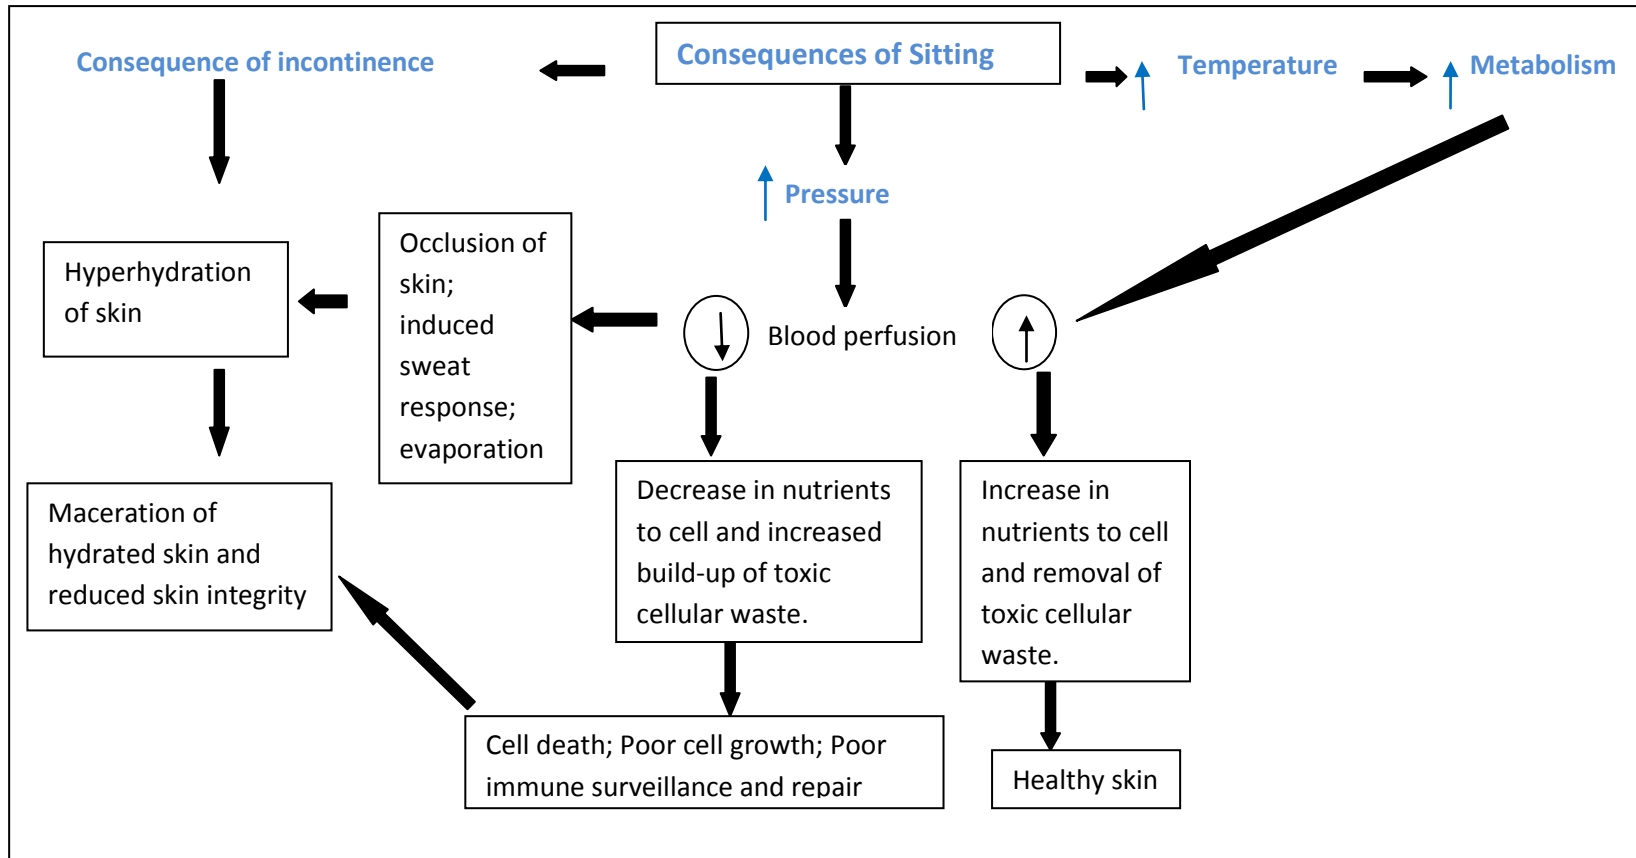 Consequences of Sitting
Consequence of incontinence
Temperature
Metabolism
Pressure
Occlusion of
skin;
induced
sweat
response;
evaporation
Hyperhydration
of skin
Blood perfusion
Maceration of
hydrated skin and
reduced skin integrity
Decrease in nutrients
to cell and increased
build-up of toxic
cellular waste.
Increase in
nutrients to cell
and removal of
toxic cellular
waste.
Cell death; Poor cell growth; Poor
immune surveillance and repair
Healthy skin